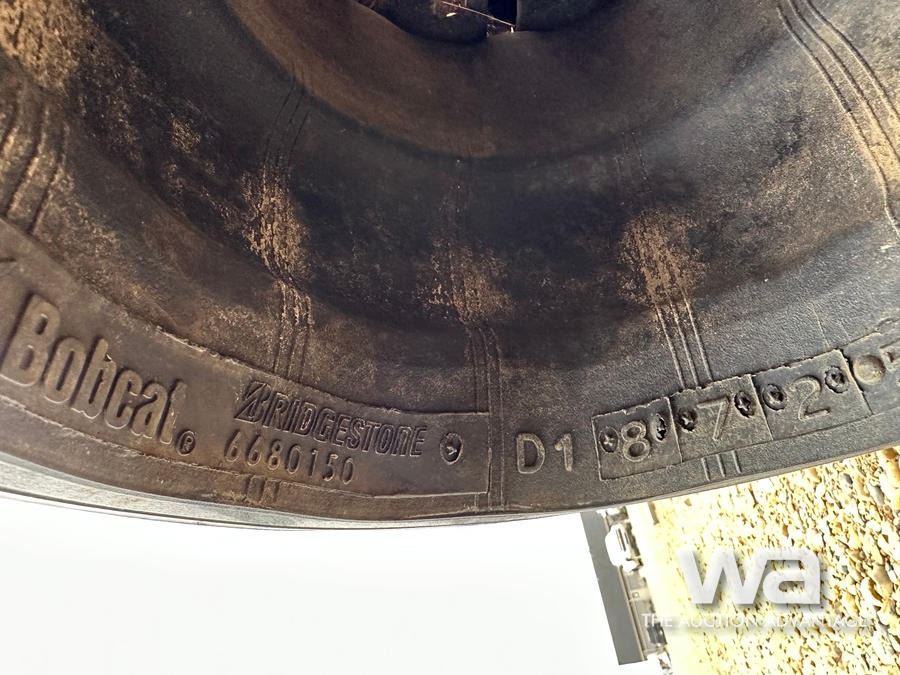 Bobcat®
BRIDGESTONE
6680150
D1 8 7 2
wa
THE AUCTION ADVANTAGE